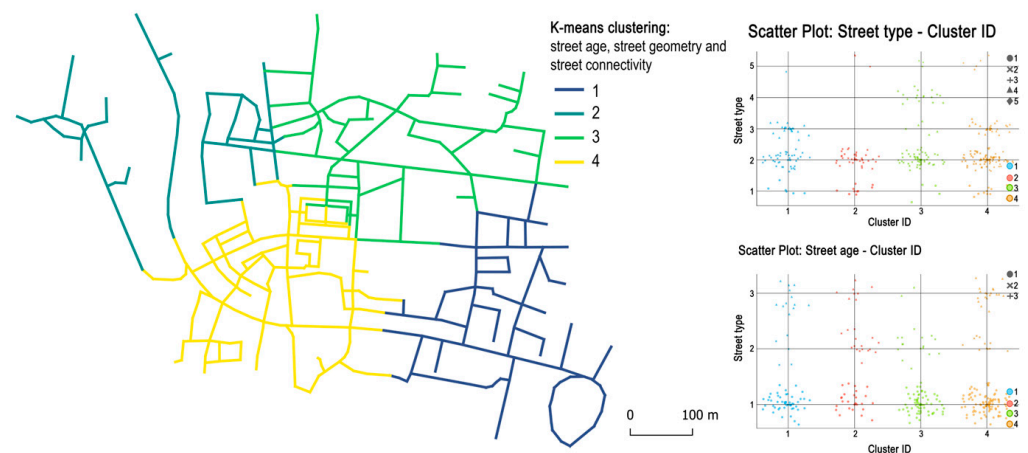 K-means clustering:
street age, street geometry and
street connectivity
1
2
3
4
0 100 m
Scatter Plot: Street type - Cluster ID
Street type
5
4
3
2
1
1 2 3 4
Cluster ID
1
2
3
4
5
1
2
3
4
Scatter Plot: Street age - Cluster ID
Street type
3
2
1
1 2 3 4
Cluster ID
1
2
3
1
2
3
4